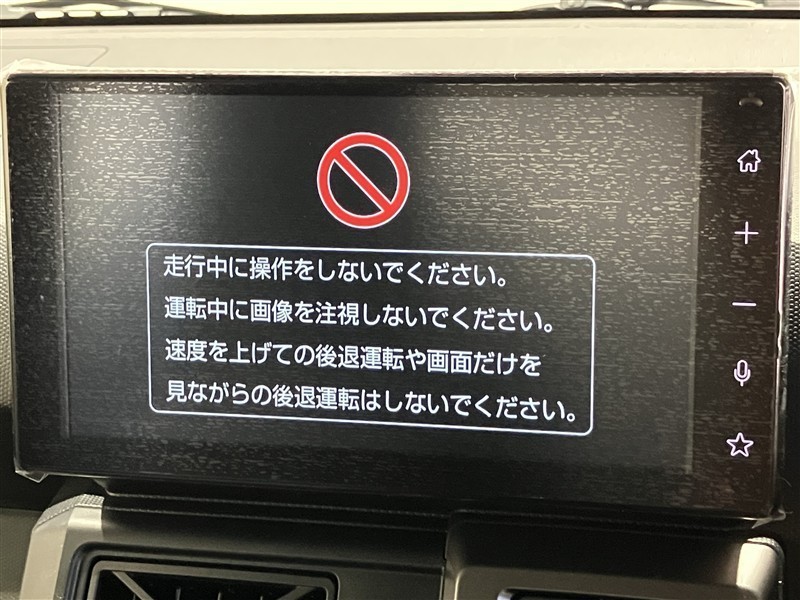 走行中に操作をしないでください。
運転中に画像を注視しないでください。
速度を上げての後退運転や画面だけを
見ながらの後退運転はしないでください。